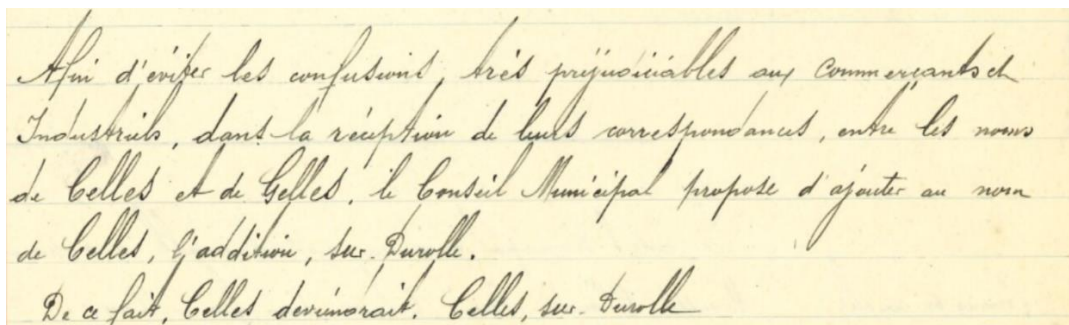 Afin d'éviter les confusions, très préjudiciables aux Commerçants et
Industriels, dans la réception de leurs correspondances, entre les noms
de Celles et de Gelles, le Conseil Municipal propose d'ajouter au nom
de Celles, l'addition, sur-Durolle.
De ce fait, Celles deviendrait. Celles, sur-Durolle